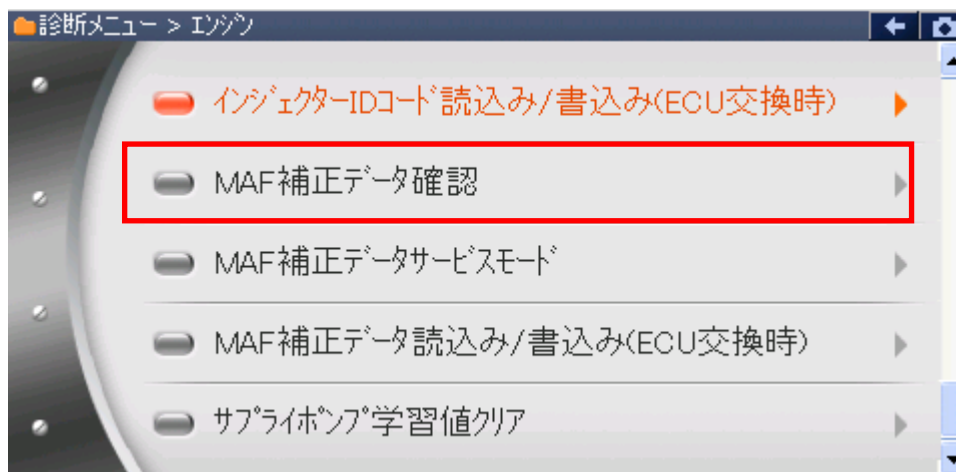 診断メニュー > エンジン
インジェクターIDコード読込み/書込み(ECU交換時)
MAF補正データ確認
MAF補正データサービスモード
MAF補正データ読込み/書込み(ECU交換時)
サプライポンプ学習値クリア